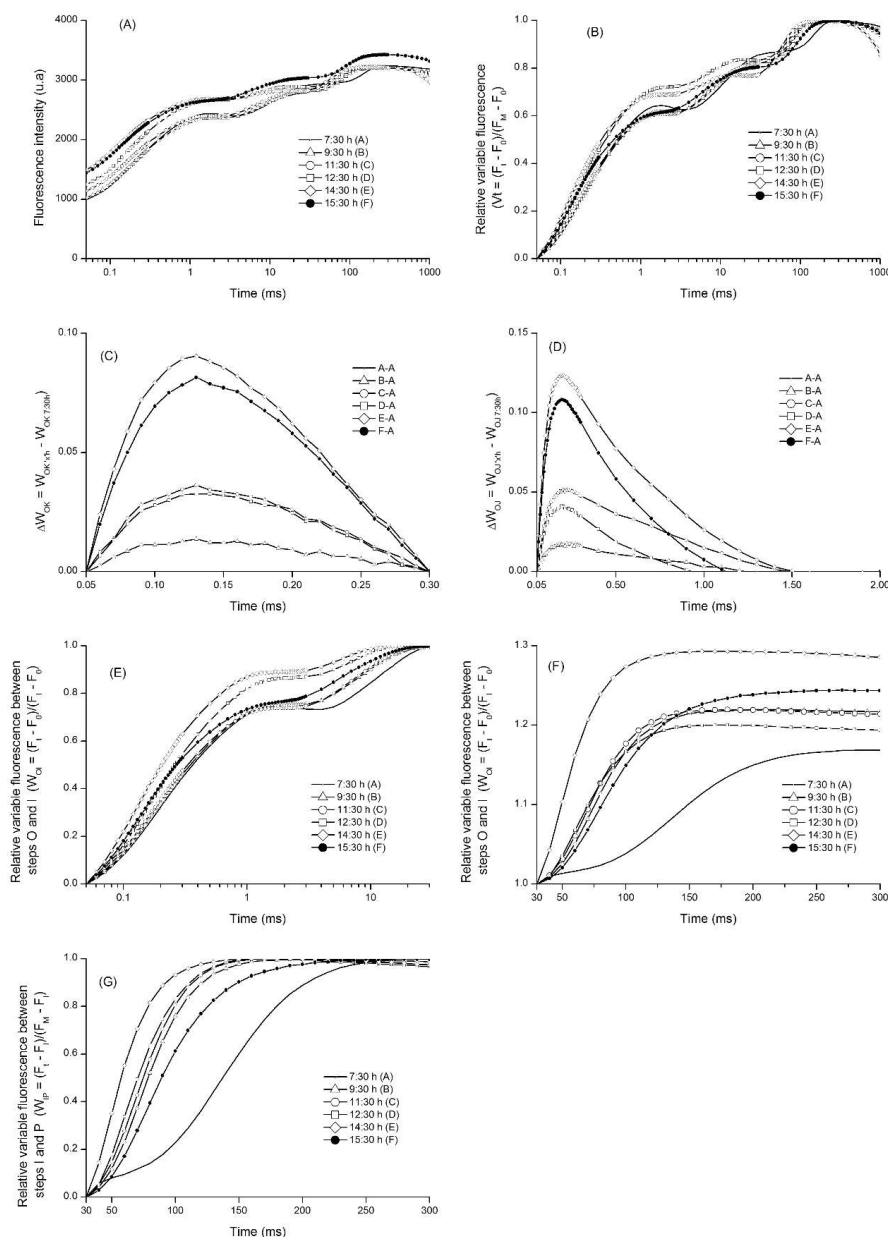 (A)
Fluorescence intensity (u.a)
4000
3000
2000
1000
0
7:30 h (A)
9:30 h (B)
11:30 h (C)
12:30 h (D)
14:30 h (E)
15:30 h (F)
0.1 1 10 100 1000
Time (ms)
(B)
Relative variable fluorescence
(Vt = (Ft - F0)/(FM - F0)
1.0
0.8
0.6
0.4
0.2
0.0
7:30 h (A)
9:30 h (B)
11:30 h (C)
12:30 h (D)
14:30 h (E)
15:30 h (F)
0.1 1 10 100 1000
Time (ms)
(C)
ΔWOK = WOK'x'h - WOK 7:30h
0.10
0.05
0.00
A-A
B-A
C-A
D-A
E-A
F-A
0.05 0.10 0.15 0.20 0.25 0.30
Time (ms)
(D)
ΔWOJ = WOJ'x'h - WOJ 7:30h
0.15
0.10
0.05
0.00
A-A
B-A
C-A
D-A
E-A
F-A
0.05 0.50 1.00 1.50 2.00
Time (ms)
(E)
Relative variable fluorescence between
steps O and I (WOI = (Ft - F0)/(FI - F0)
1.0
0.8
0.6
0.4
0.2
0.0
7:30 h (A)
9:30 h (B)
11:30 h (C)
12:30 h (D)
14:30 h (E)
15:30 h (F)
0.1 1 10
Time (ms)
(F)
Relative variable fluorescence between
steps O and I (WOI = (Ft - F0)/(FI - F0)
1.3
1.2
1.1
1.0
7:30 h (A)
9:30 h (B)
11:30 h (C)
12:30 h (D)
14:30 h (E)
15:30 h (F)
30 50 100 150 200 250 300
Time (ms)
(G)
Relative variable fluorescence between
steps I and P (WIP = (Ft - FI)/(FM - FI)
1.0
0.8
0.6
0.4
0.2
0.0
7:30 h (A)
9:30 h (B)
11:30 h (C)
12:30 h (D)
14:30 h (E)
15:30 h (F)
30 50 100 150 200 250 300
Time (ms)